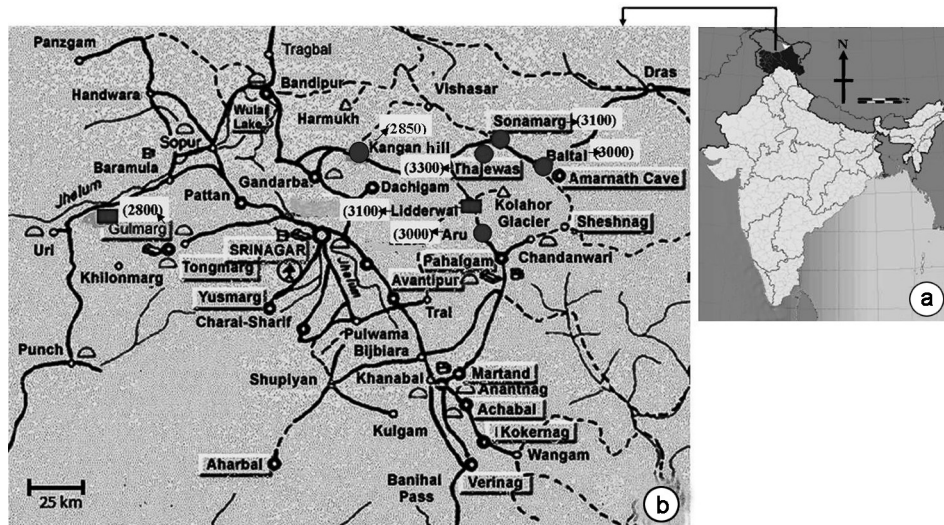 Panzgam
Tragbal
Handwara
Bandipur
Wular
Lake
Harmukh
Vishasar
Dras
Sonamarg (3100)
(2850)
Kangan hill
Sopur
Baramula
Baltal (3000)
(3300) Thajewas
Amarnath Cave
Gandarbal
Dachigam
Jhelum
Pattan
Kolahor
Glacier
(3100) Lidderwal
Sheshnag
(2800)
Gulmarg
Uri
(3000) Aru
Chandanwari
SRINAGAR
Jhelum
Pahalgam
Khilonmarg
Tongmarg
Avantipur
Yusmarg
Tral
Charal-Sharif
Pulwama
Bijbiara
Punch
Shupiyan
Khanabal
Martand
Anantnag
Achabal
Kulgam
Kokernag
Wangam
Aharbal
Banihal
Pass
Verinag
25 km
b
N
a